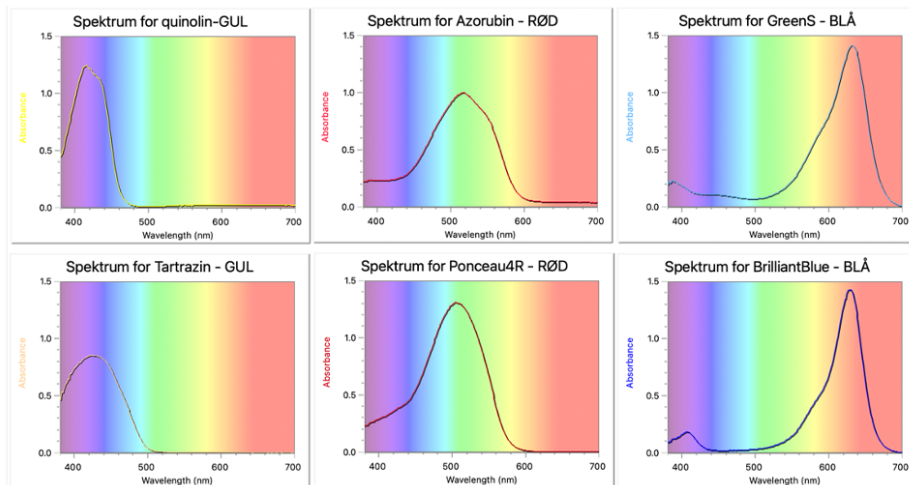 Spektrum for quinolin-GUL
1.5
1.0
0.5
0.0
Absorbance
400
500
600
700
Wavelength (nm)
Spektrum for Azorubin - RØD
1.5
1.0
0.5
0.0
Absorbance
400
500
600
700
Wavelength (nm)
Spektrum for GreenS - BLÅ
1.5
1.0
0.5
0.0
Absorbance
400
500
600
700
Wavelength (nm)
Spektrum for Tartrazin - GUL
1.5
1.0
0.5
0.0
Absorbance
400
500
600
700
Wavelength (nm)
Spektrum for Ponceau4R - RØD
1.5
1.0
0.5
0.0
Absorbance
400
500
600
700
Wavelength (nm)
Spektrum for BrilliantBlue - BLÅ
1.5
1.0
0.5
0.0
Absorbance
400
500
600
700
Wavelength (nm)